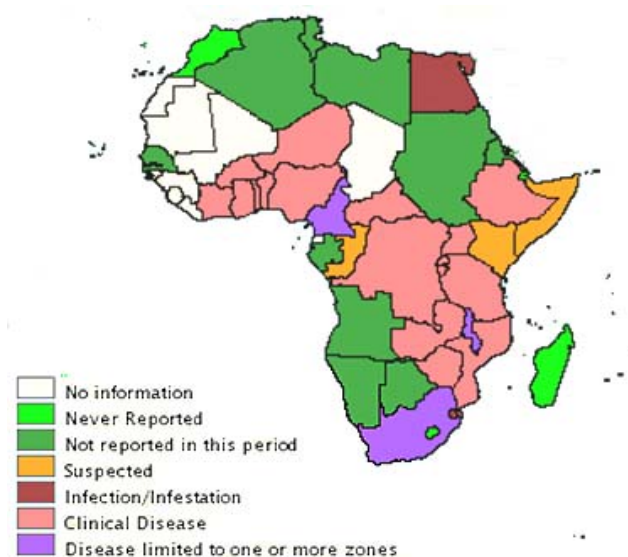 No information
Never Reported
Not reported in this period
Suspected
Infection/Infestation
Clinical Disease
Disease limited to one or more zones